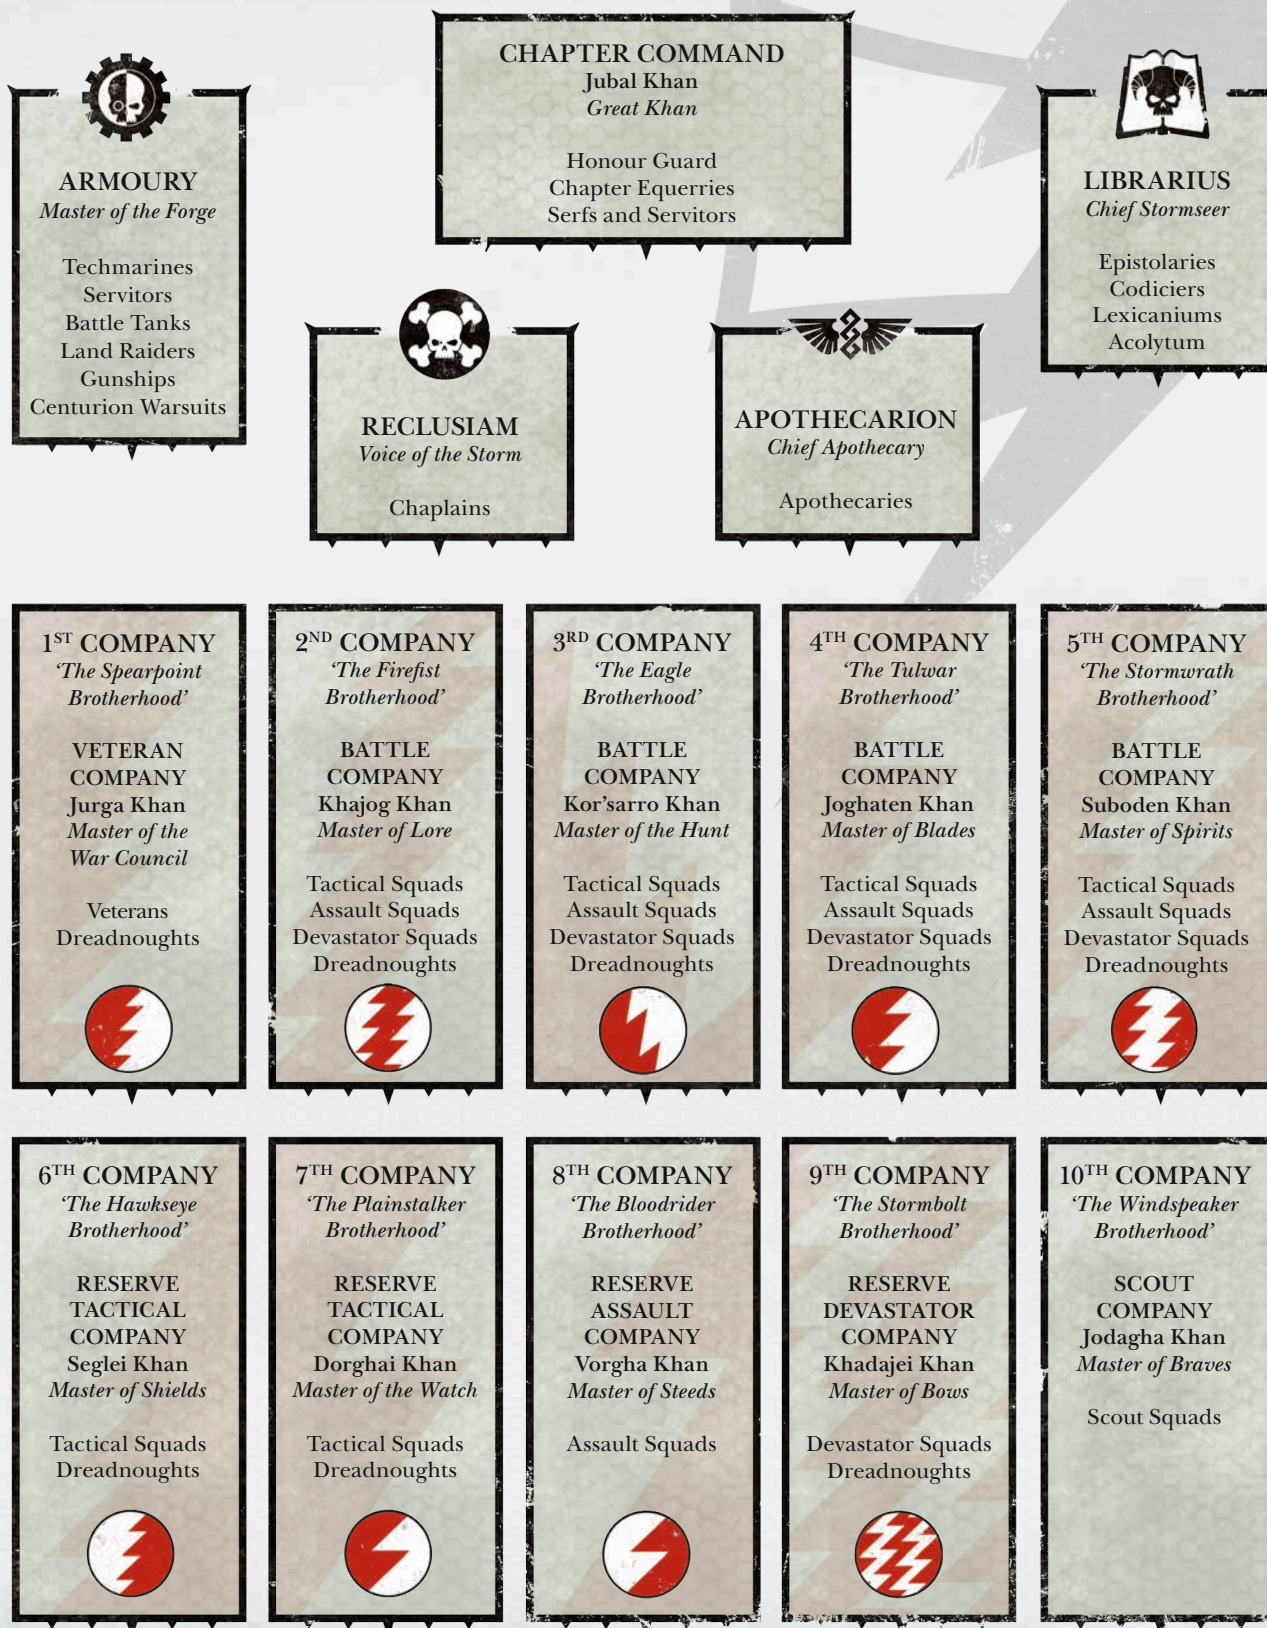 CHAPTER COMMAND
Jubal Khan
Great Khan
Honour Guard
Chapter Equerries
Serfs and Servitors
ARMOURY
Master of the Forge
Techmarines
Servitors
Battle Tanks
Land Raiders
Gunships
Centurion Warsuits
LIBRARIUS
Chief Stormseer
Epistolaries
Codiciers
Lexicaniums
Acolytum
RECLUSIAM
Voice of the Storm
Chaplains
APOTHECARION
Chief Apothecary
Apothecaries
1ST COMPANY
‘The Spearpoint
Brotherhood’
VETERAN
COMPANY
Jurga Khan
Master of the
War Council
Veterans
Dreadnoughts
2ND COMPANY
‘The Firefist
Brotherhood’
BATTLE
COMPANY
Khajog Khan
Master of Lore
Tactical Squads
Assault Squads
Devastator Squads
Dreadnoughts
3RD COMPANY
‘The Eagle
Brotherhood’
BATTLE
COMPANY
Kor’sarro Khan
Master of the Hunt
Tactical Squads
Assault Squads
Devastator Squads
Dreadnoughts
4TH COMPANY
‘The Tulwar
Brotherhood’
BATTLE
COMPANY
Joghaten Khan
Master of Blades
Tactical Squads
Assault Squads
Devastator Squads
Dreadnoughts
5TH COMPANY
‘The Stormwrath
Brotherhood’
BATTLE
COMPANY
Suboden Khan
Master of Spirits
Tactical Squads
Assault Squads
Devastator Squads
Dreadnoughts
6TH COMPANY
‘The Hawkseye
Brotherhood’
RESERVE
TACTICAL
COMPANY
Seglei Khan
Master of Shields
Tactical Squads
Dreadnoughts
7TH COMPANY
‘The Plainstalker
Brotherhood’
RESERVE
TACTICAL
COMPANY
Dorghai Khan
Master of the Watch
Tactical Squads
Dreadnoughts
8TH COMPANY
‘The Bloodrider
Brotherhood’
RESERVE
ASSAULT
COMPANY
Vorgha Khan
Master of Steeds
Assault Squads
9TH COMPANY
‘The Stormbolt
Brotherhood’
RESERVE
DEVASTATOR
COMPANY
Khadajei Khan
Master of Bows
Devastator Squads
Dreadnoughts
10TH COMPANY
‘The Windspeaker
Brotherhood’
SCOUT
COMPANY
Jodagha Khan
Master of Braves
Scout Squads